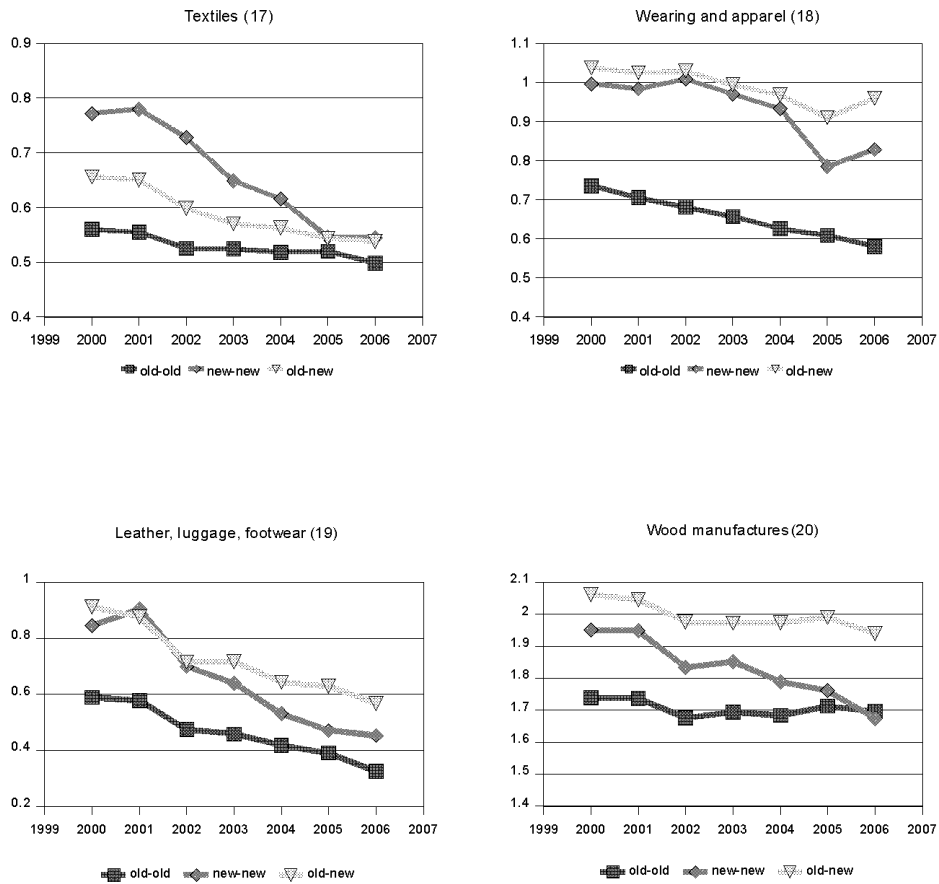 Textiles (17)
0.9
0.8
0.7
0.6
0.5
0.4
1999 2000 2001 2002 2003 2004 2005 2006 2007
old-old new-new old-new
Wearing and apparel (18)
1.1
1
0.9
0.8
0.7
0.6
0.5
0.4
1999 2000 2001 2002 2003 2004 2005 2006 2007
old-old new-new old-new
Leather, luggage, footwear (19)
1
0.8
0.6
0.4
0.2
1999 2000 2001 2002 2003 2004 2005 2006 2007
old-old new-new old-new
Wood manufactures (20)
2.1
2
1.9
1.8
1.7
1.6
1.5
1.4
1999 2000 2001 2002 2003 2004 2005 2006 2007
old-old new-new old-new